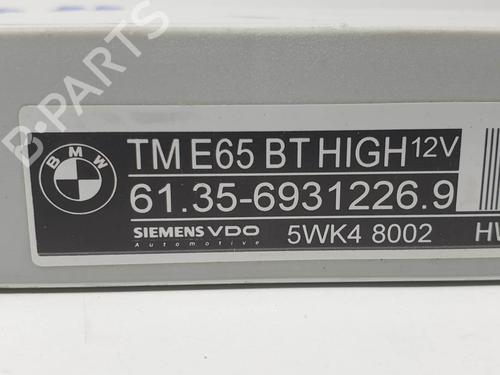 BMW
TM E65 BT HIGH 12V
61.35-6931226.9
SIEMENS VDO 5WK4 8002 HW
Automotive
B-PARTS